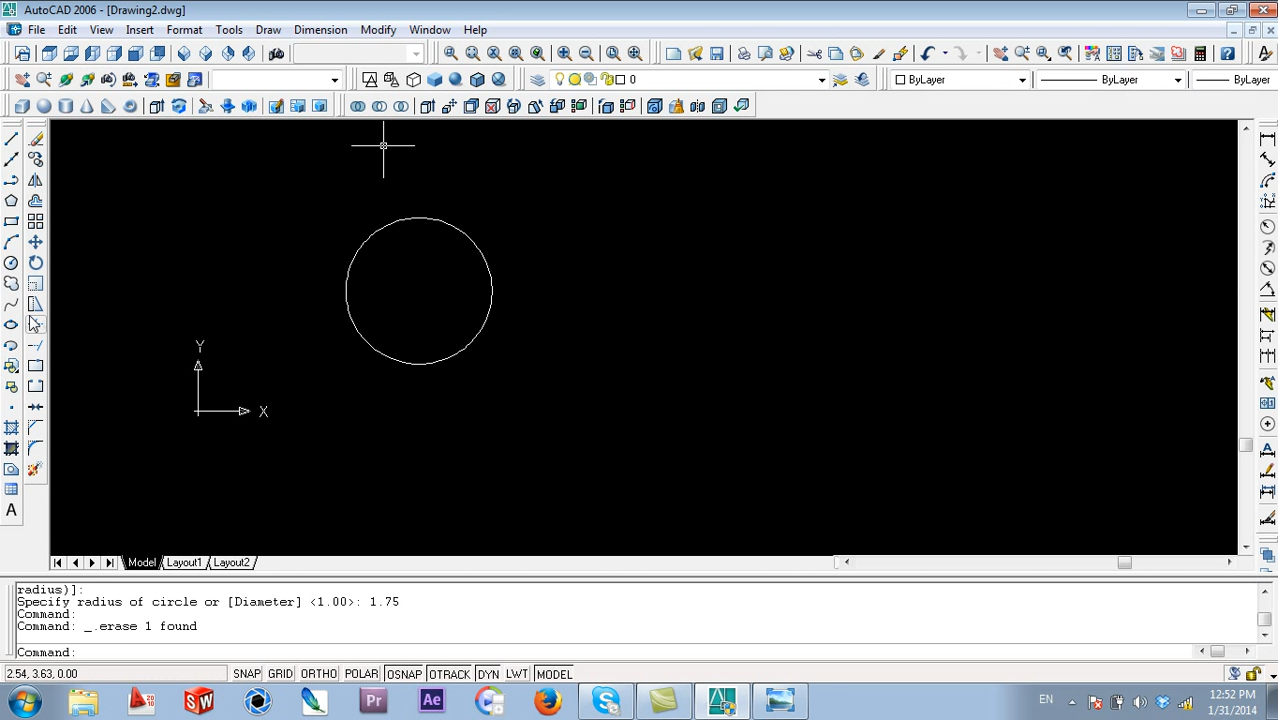 AutoCAD 2006 - [Drawing2.dwg]
File Edit View Insert Format Tools Draw Dimension Modify Window Help
0 ByLayer ByLayer ByLayer
A
Y
X
Model Layout1 Layout2
radius)]:
Specify radius of circle or [Diameter] <1.00>: 1.75
Command:
Command: _.erase 1 found
Command:
2.54, 3.63, 0.00 SNAP GRID ORTHO POLAR OSNAP OTRACK DYN LWT MODEL
SW Pr Ae EN 12:52 PM
1/31/2014